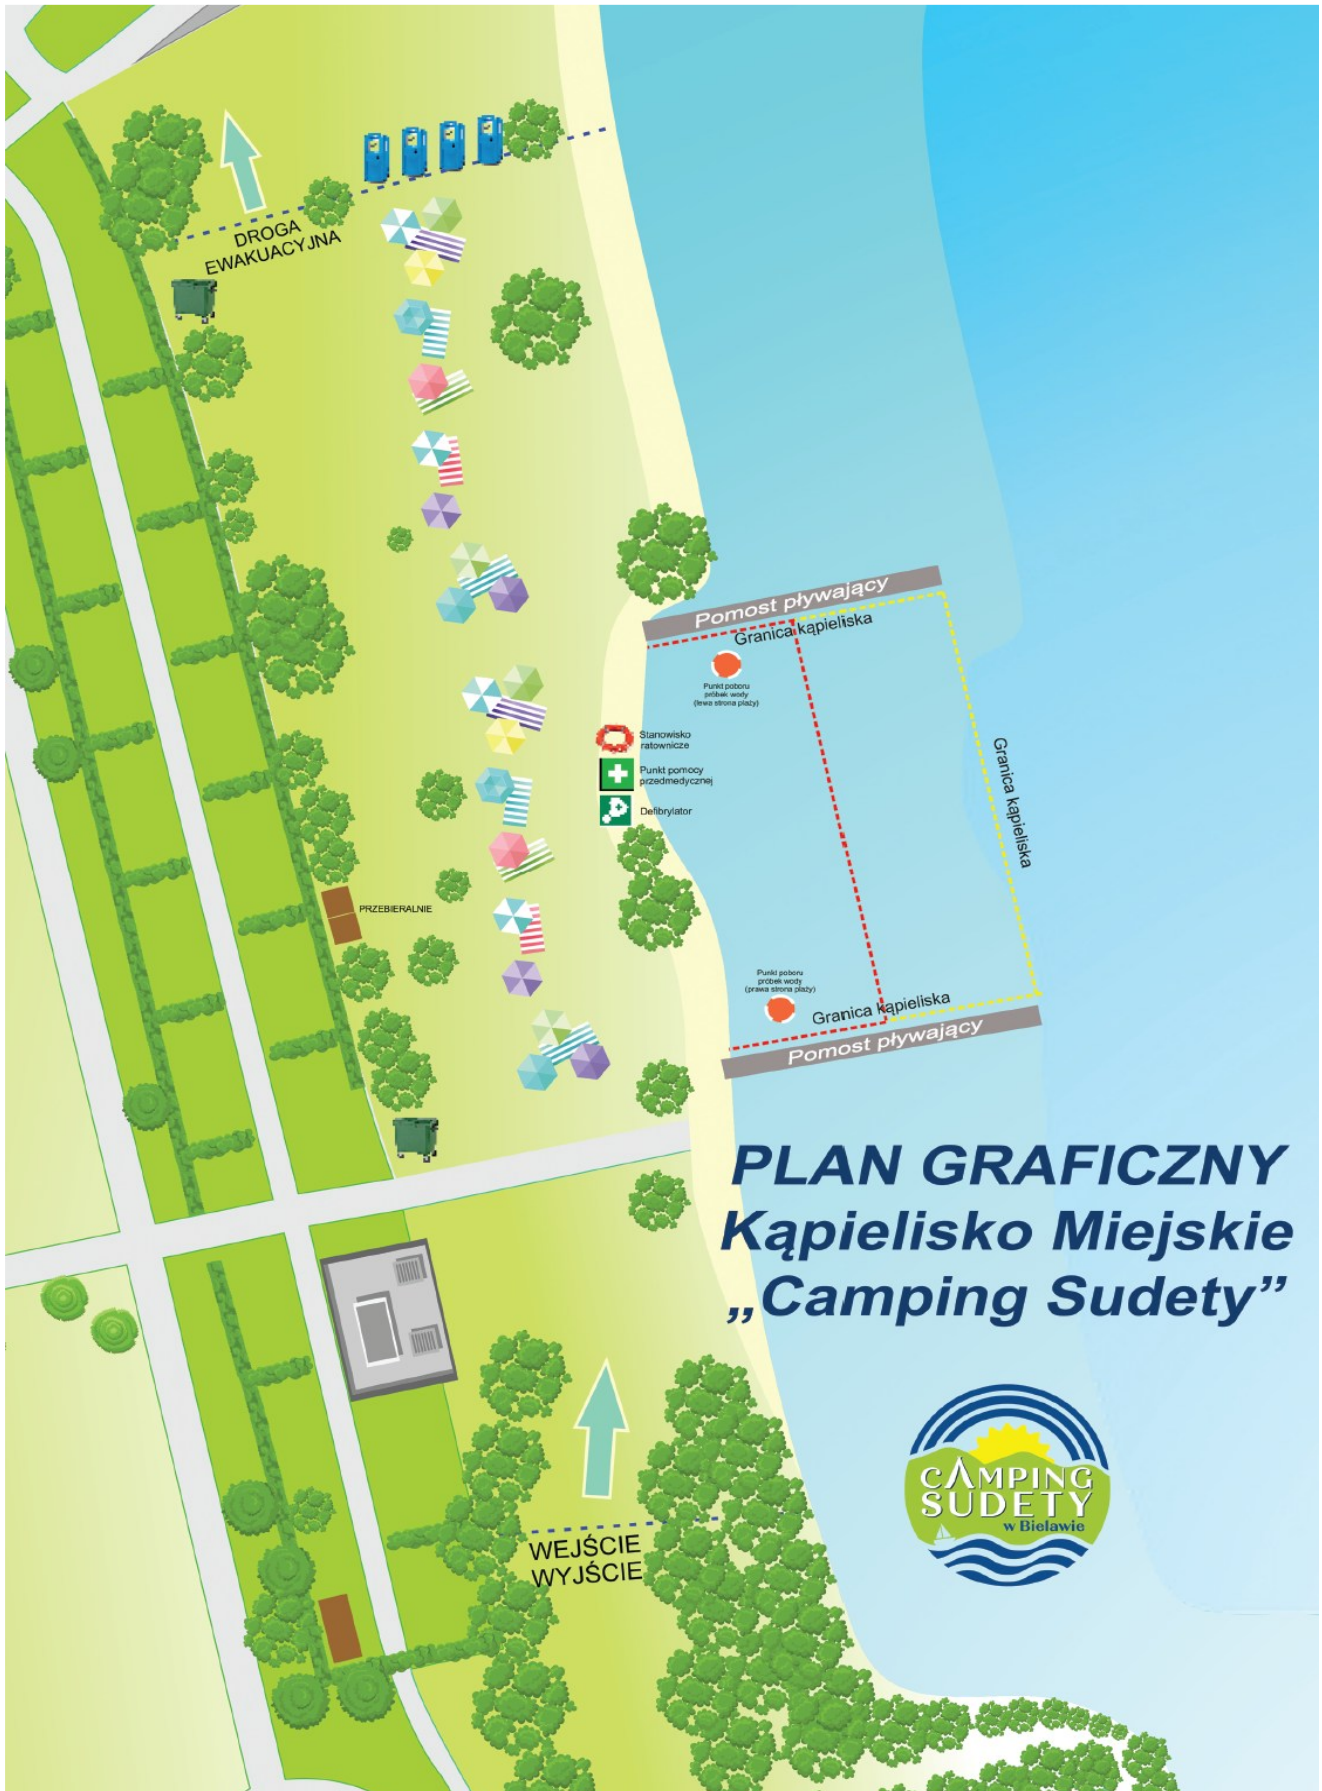 DROGA
EWAKUACYJNA
Pomost pływający
Granica kąpieliska
Punkt poboru
próbek wody
(lewa strona plaży)
Stanowisko
ratownicze
Punkt pomocy
przedmedycznej
Defibrylator
Granica kąpieliska
PRZEBIERALNIE
Punkt poboru
próbek wody
(prawa strona plaży)
Granica kąpieliska
Pomost pływający
PLAN GRAFICZNY
Kąpielisko Miejskie
„Camping Sudety”
CAMPING
SUDETY
w Bielawie
WEJŚCIE
WYJŚCIE